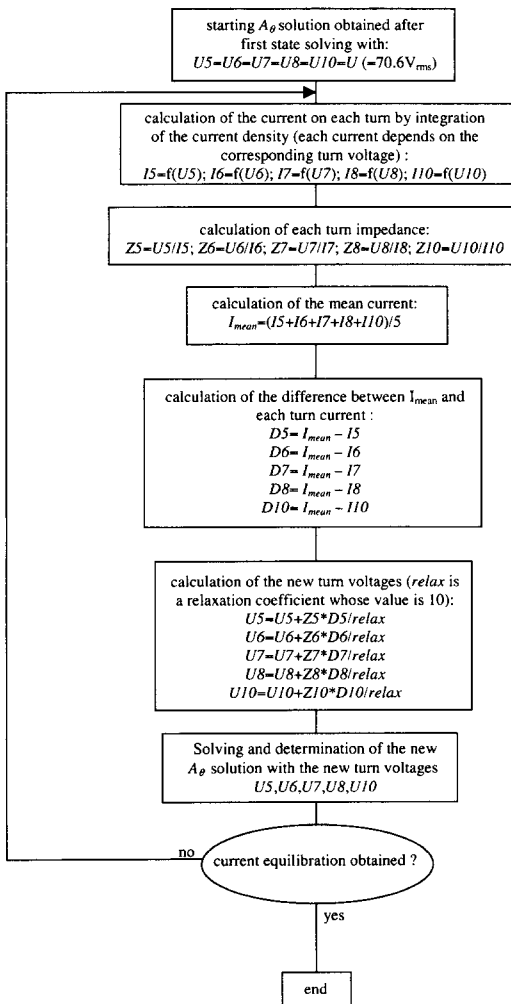 starting Aθ solution obtained after
first state solving with:
U5=U6=U7=U8=U10=U (=70.6Vrms)
calculation of the current on each turn by integration
of the current density (each current depends on the
corresponding turn voltage) :
I5=f(U5); I6=f(U6); I7=f(U7); I8=f(U8); I10=f(U10)
calculation of each turn impedance:
Z5=U5/I5; Z6=U6/I6; Z7=U7/I7; Z8=U8/I8; Z10=U10/I10
calculation of the mean current:
Imean=(I5+I6+I7+I8+I10)/5
calculation of the difference between Imean and
each turn current :
D5= Imean – I5
D6= Imean – I6
D7= Imean – I7
D8= Imean – I8
D10= Imean – I10
calculation of the new turn voltages (relax is
a relaxation coefficient whose value is 10):
U5=U5+Z5*D5/relax
U6=U6+Z6*D6/relax
U7=U7+Z7*D7/relax
U8=U8+Z8*D8/relax
U10=U10+Z10*D10/relax
Solving and determination of the new
Aθ solution with the new turn voltages
U5,U6,U7,U8,U10
no
current equilibration obtained ?
yes
end